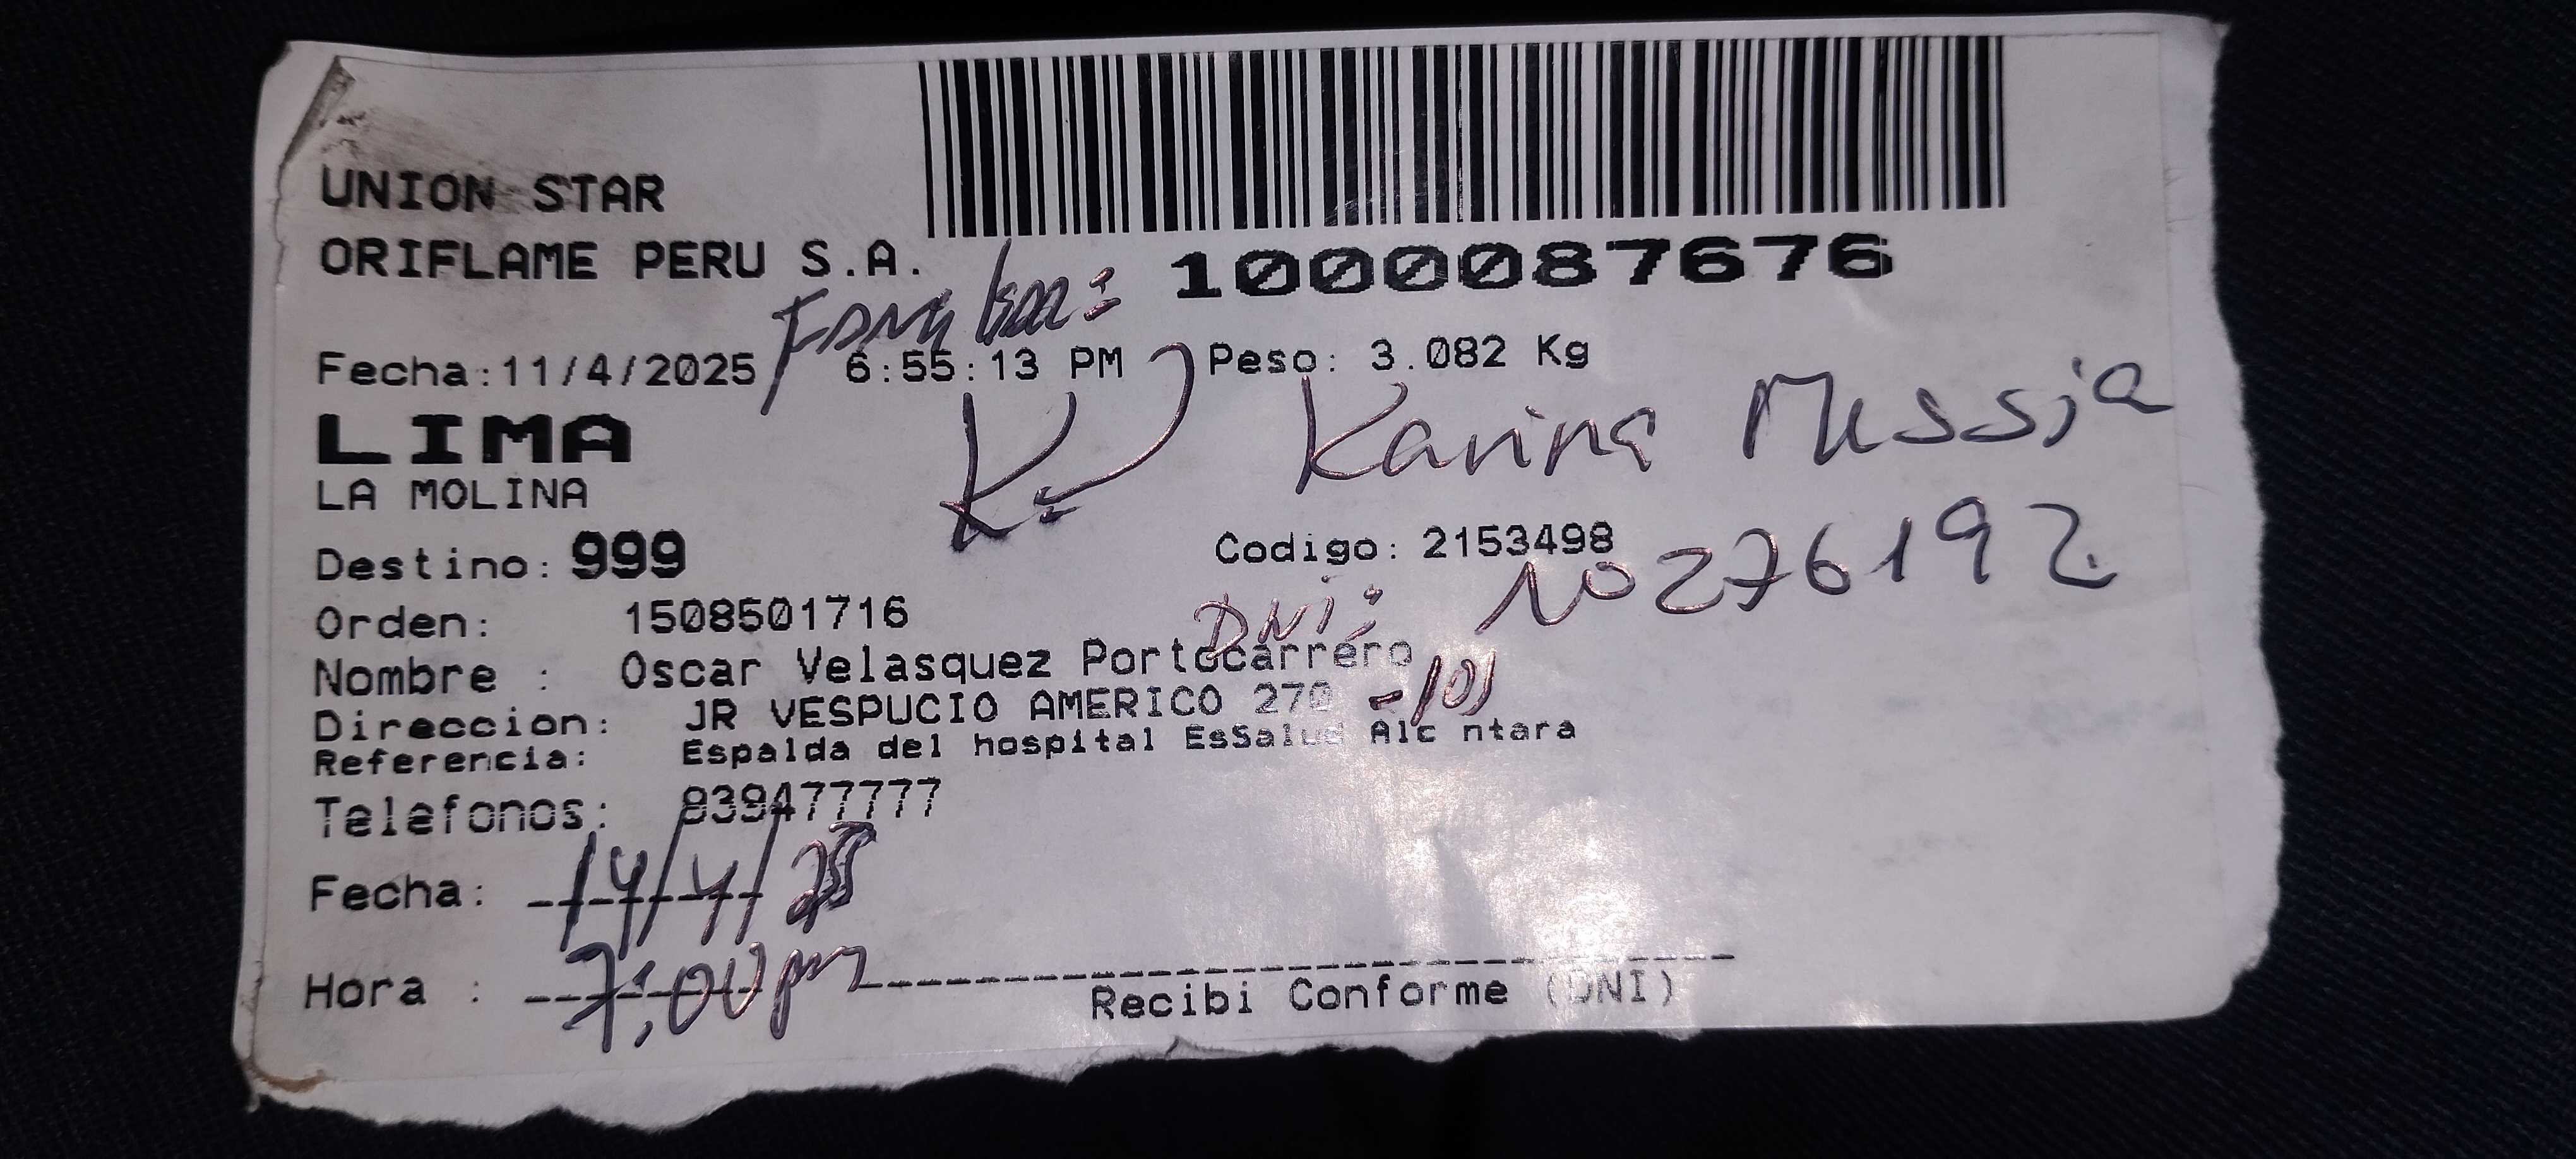 UNION STAR
ORIFLAME PERU S.A.
1000087676
Fecha:11/4/2025 6:55:13 PM Peso: 3.082 Kg
LIMA
Karina Messia
LA MOLINA
Destino: 999 Codigo: 2153498
DNI: 10276192
Orden: 1508501716
Nombre : Oscar Velasquez Portocarrero
Direccion: JR VESPUCIO AMERICO 270 -101
Referencia: Espalda del hospital EsSalud Alc ntara
Telefonos: 939477777
Fecha: 14/4/25
Hora : 7:00pm
Recibi Conforme (DNI)